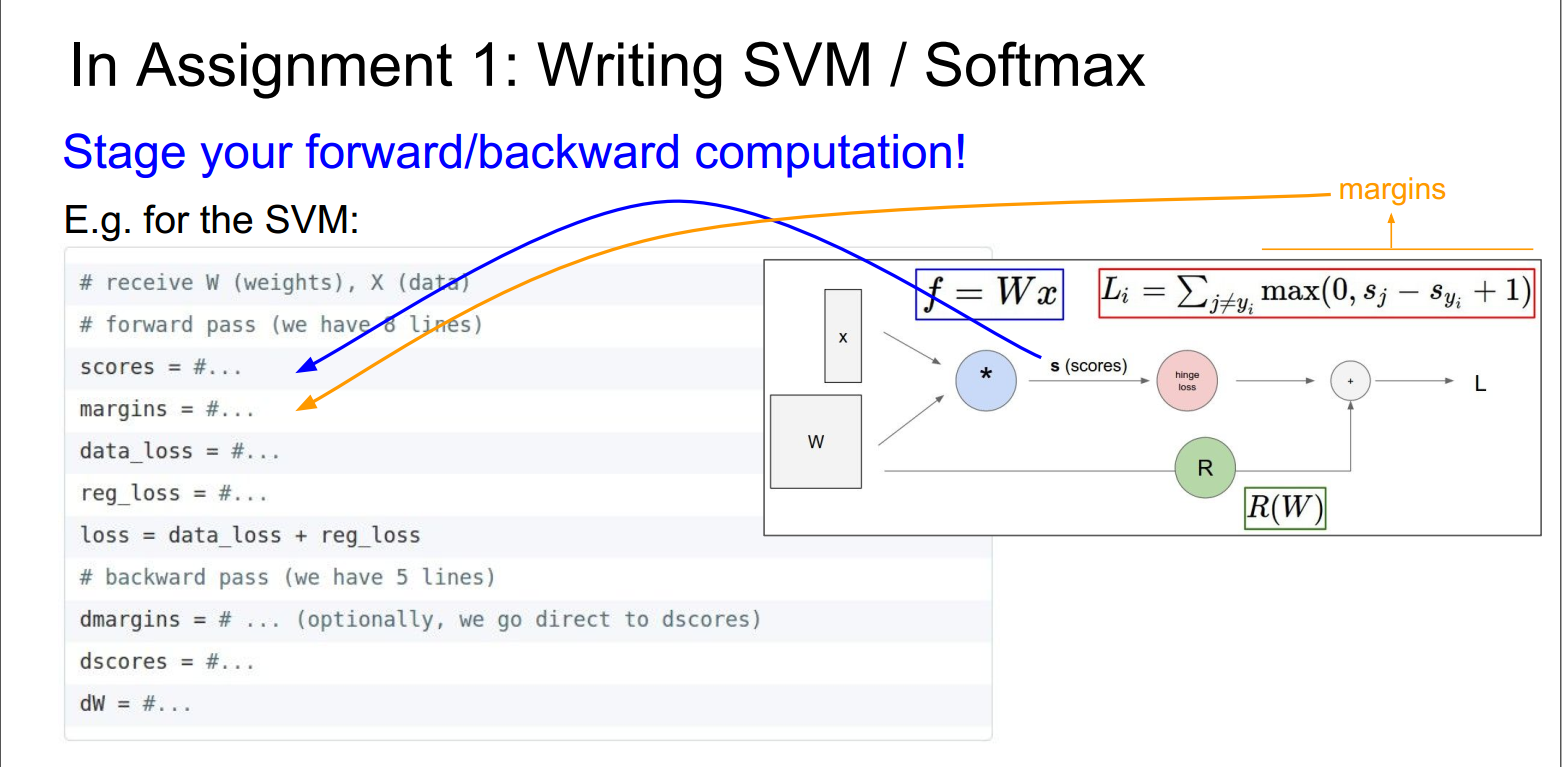 In Assignment 1: Writing SVM / Softmax
Stage your forward/backward computation!
E.g. for the SVM:
margins
# receive W (weights), X (data)
# forward pass (we have 8 lines)
scores = #...
margins = #...
data_loss = #...
reg_loss = #...
loss = data_loss + reg_loss
# backward pass (we have 5 lines)
dmargins = # ... (optionally, we go direct to dscores)
dscores = #...
dW = #...
f = Wx
L_i = ∑_{j≠y_i} max(0, s_j − s_{y_i} + 1)
x
W
*
s (scores)
hinge
loss
+
L
R
R(W)